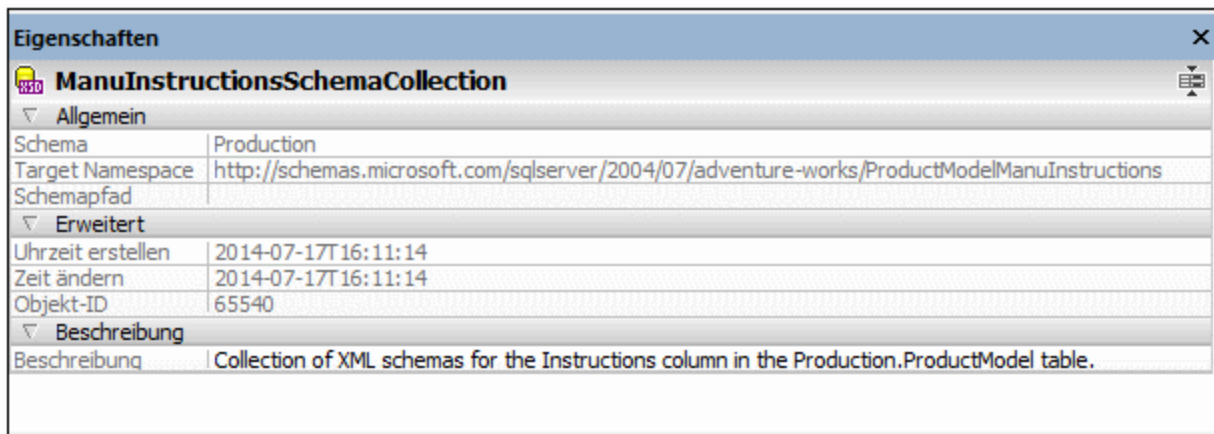 Eigenschaften
XSD ManuInstructionsSchemaCollection
Allgemein
Schema Production
Target Namespace http://schemas.microsoft.com/sqlserver/2004/07/adventure-works/ProductModelManuInstructions
Schemapfad
Erweitert
Uhrzeit erstellen 2014-07-17T16:11:14
Zeit ändern 2014-07-17T16:11:14
Objekt-ID 65540
Beschreibung
Beschreibung Collection of XML schemas for the Instructions column in the Production.ProductModel table.